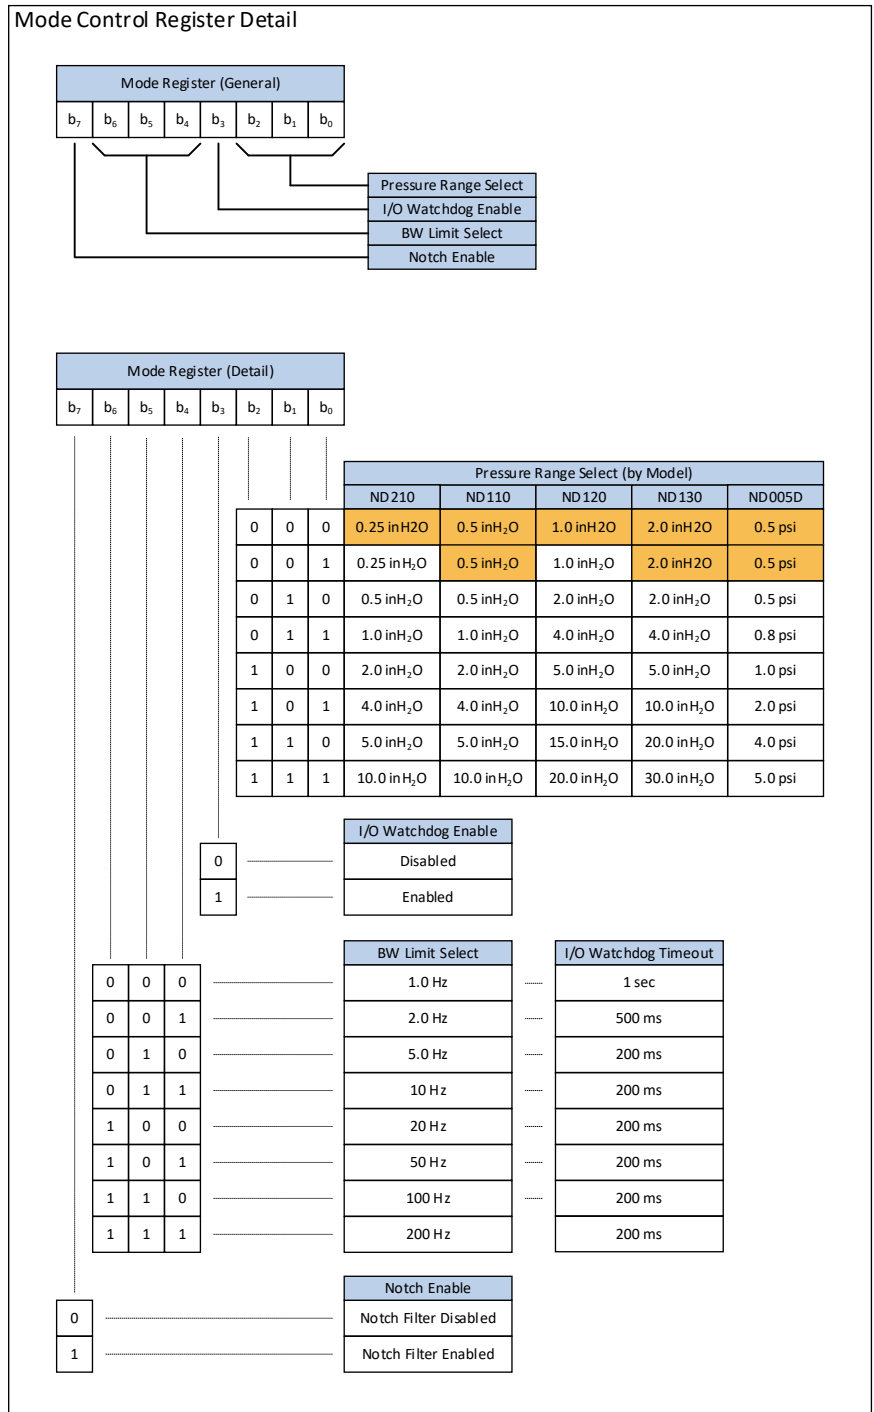 Mode Control Register Detail
Mode Register (General)
b₇ b₆ b₅ b₄ b₃ b₂ b₁ b₀
Pressure Range Select
I/O Watchdog Enable
BW Limit Select
Notch Enable
Mode Register (Detail)
b₇ b₆ b₅ b₄ b₃ b₂ b₁ b₀
Pressure Range Select (by Model)
ND210 ND110 ND120 ND130 ND005D
0 0 0 0.25 inH2O 0.5 inH₂O 1.0 inH2O 2.0 inH2O 0.5 psi
0 0 1 0.25 inH₂O 0.5 inH₂O 1.0 inH₂O 2.0 inH2O 0.5 psi
0 1 0 0.5 inH₂O 0.5 inH₂O 2.0 inH₂O 2.0 inH₂O 0.5 psi
0 1 1 1.0 inH₂O 1.0 inH₂O 4.0 inH₂O 4.0 inH₂O 0.8 psi
1 0 0 2.0 inH₂O 2.0 inH₂O 5.0 inH₂O 5.0 inH₂O 1.0 psi
1 0 1 4.0 inH₂O 4.0 inH₂O 10.0 inH₂O 10.0 inH₂O 2.0 psi
1 1 0 5.0 inH₂O 5.0 inH₂O 15.0 inH₂O 20.0 inH₂O 4.0 psi
1 1 1 10.0 inH₂O 10.0 inH₂O 20.0 inH₂O 30.0 inH₂O 5.0 psi
I/O Watchdog Enable
0 Disabled
1 Enabled
BW Limit Select I/O Watchdog Timeout
0 0 0 1.0 Hz 1 sec
0 0 1 2.0 Hz 500 ms
0 1 0 5.0 Hz 200 ms
0 1 1 10 Hz 200 ms
1 0 0 20 Hz 200 ms
1 0 1 50 Hz 200 ms
1 1 0 100 Hz 200 ms
1 1 1 200 Hz 200 ms
Notch Enable
0 Notch Filter Disabled
1 Notch Filter Enabled